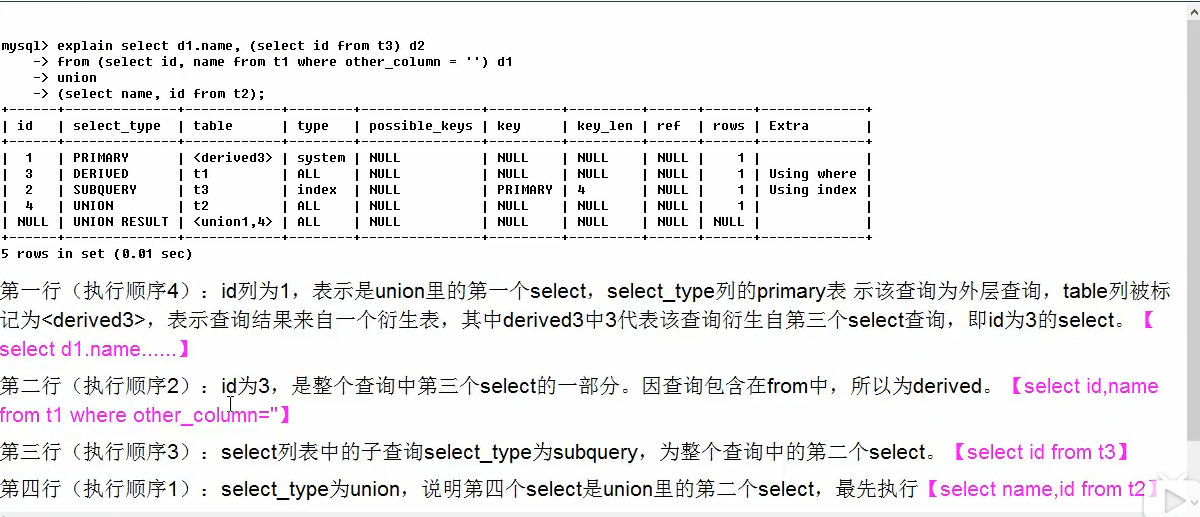 mysql> explain select d1.name, (select id from t3) d2
    -> from (select id, name from t1 where other_column = '') d1
    -> union
    -> (select name, id from t2);
+------+--------------+------------+--------+---------------+---------+---------+------+------+-------------+
| id   | select_type  | table      | type   | possible_keys | key     | key_len | ref  | rows | Extra       |
+------+--------------+------------+--------+---------------+---------+---------+------+------+-------------+
|  1   | PRIMARY      | <derived3> | system | NULL          | NULL    | NULL    | NULL |    1 |             |
|  3   | DERIVED      | t1         | ALL    | NULL          | NULL    | NULL    | NULL |    1 | Using where |
|  2   | SUBQUERY     | t3         | index  | NULL          | PRIMARY | 4       | NULL |    1 | Using index |
|  4   | UNION        | t2         | ALL    | NULL          | NULL    | NULL    | NULL |    1 |             |
| NULL | UNION RESULT | <union1,4> | ALL    | NULL          | NULL    | NULL    | NULL | NULL |             |
+------+--------------+------------+--------+---------------+---------+---------+------+------+-------------+
5 rows in set (0.01 sec)
第一行（执行顺序4）：id列为1，表示是union里的第一个select，select_type列的primary表 示该查询为外层查询，table列被标
记为<derived3>，表示查询结果来自一个衍生表，其中derived3中3代表该查询衍生自第三个select查询，即id为3的select。【
select d1.name......】
第二行（执行顺序2）：id为3，是整个查询中第三个select的一部分。因查询包含在from中，所以为derived。【select id,name
from t1 where other_column=''】
第三行（执行顺序3）：select列表中的子查询select_type为subquery，为整个查询中的第二个select。【select id from t3】
第四行（执行顺序1）：select_type为union，说明第四个select是union里的第二个select，最先执行【select name,id from t2】